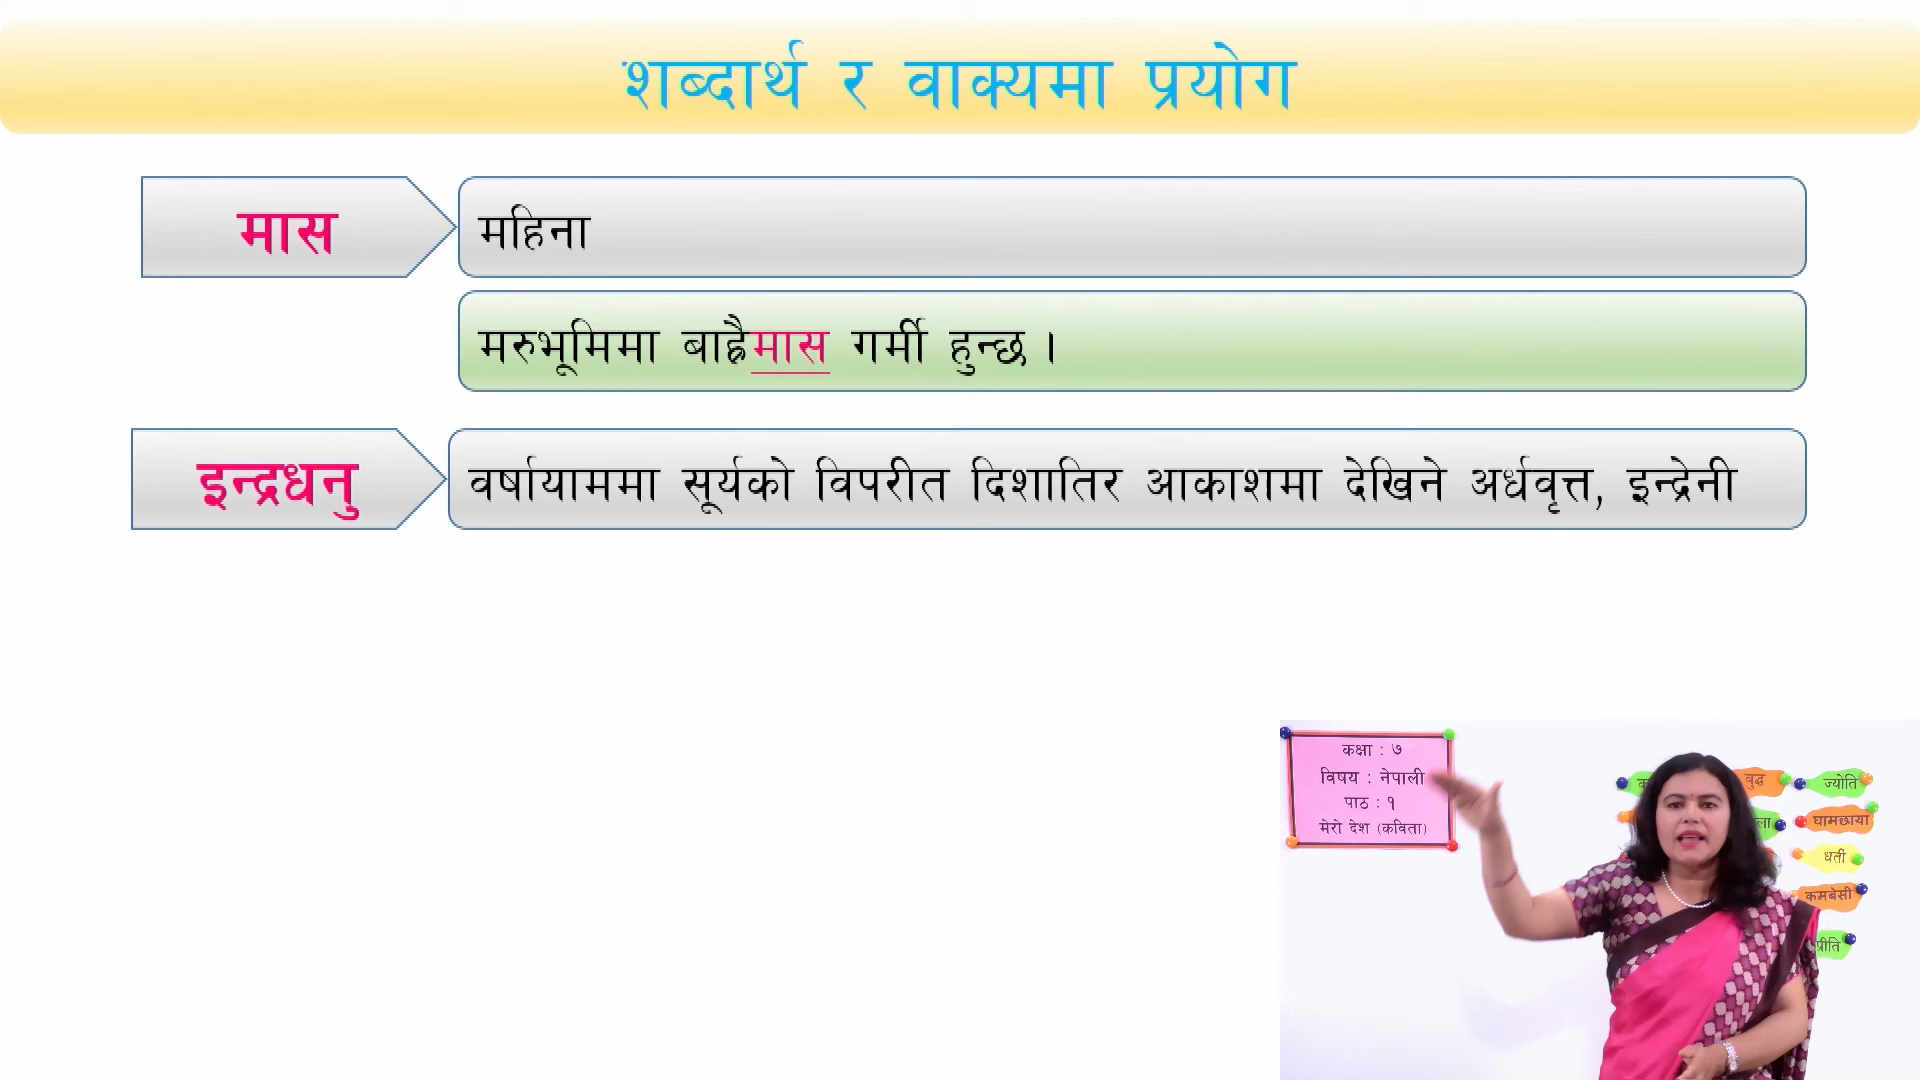 शब्दार्थ र वाक्यमा प्रयोग
मास
महिना
मरुभूमिमा बाह्रैमास गर्मी हुन्छ ।
इन्द्रधनु
वर्षायाममा सूर्यको विपरीत दिशातिर आकाशमा देखिने अर्धवृत्त, इन्द्रेनी
कक्षा : ७
विषय : नेपाली
पाठ : १
मेरो देश (कविता)
बुद्ध
ज्योति
घामछाया
धर्ती
कमबेसी
प्रीति